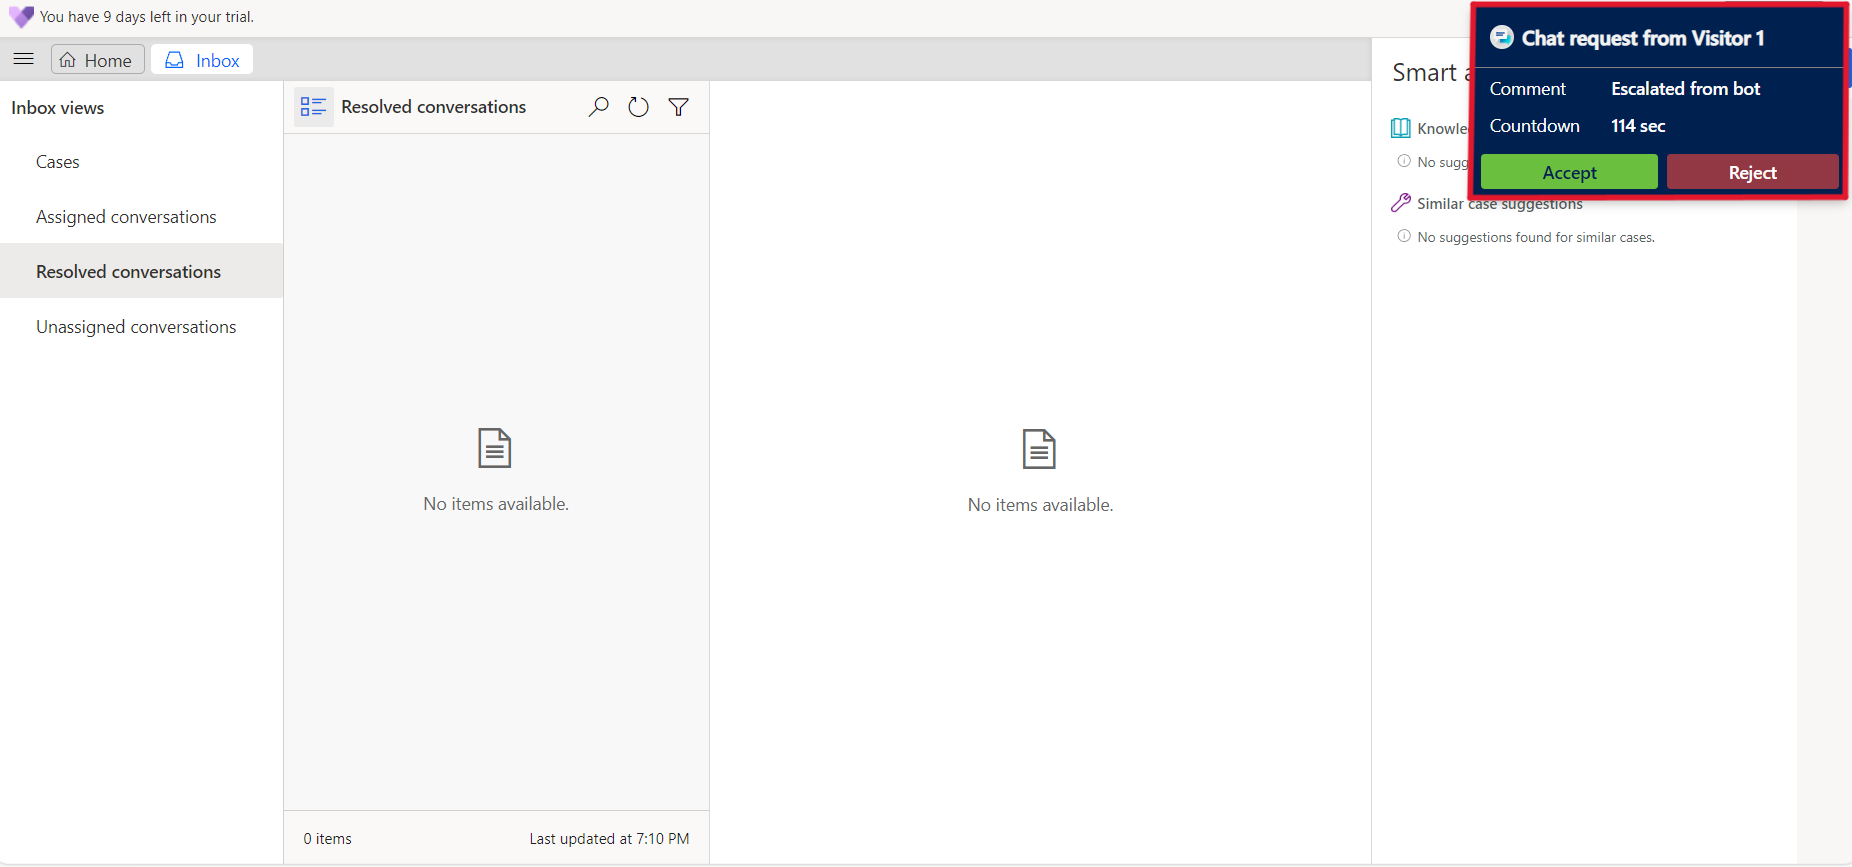 You have 9 days left in your trial.
Home
Inbox
Inbox views
Cases
Assigned conversations
Resolved conversations
Unassigned conversations
Resolved conversations
No items available.
0 items
Last updated at 7:10 PM
No items available.
Smart
No
Similar case suggestions
No suggestions found for similar cases.
Chat request from Visitor 1
Comment Escalated from bot
Countdown 114 sec
Accept
Reject